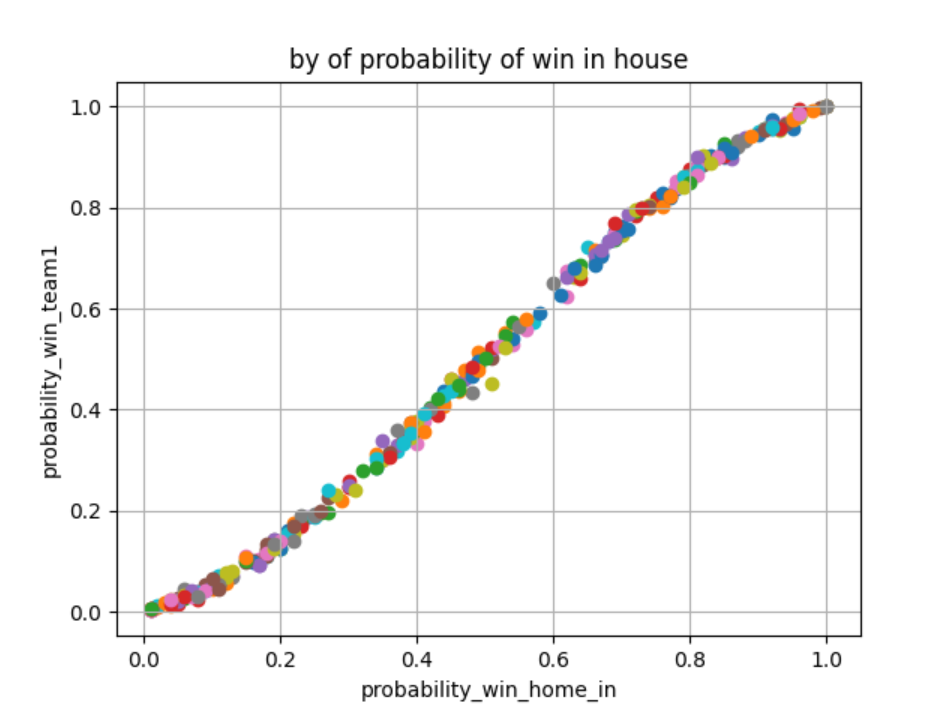 by of probability of win in house
1.0
0.8
0.6
0.4
0.2
0.0
probability_win_team1
0.0 0.2 0.4 0.6 0.8 1.0
probability_win_home_in